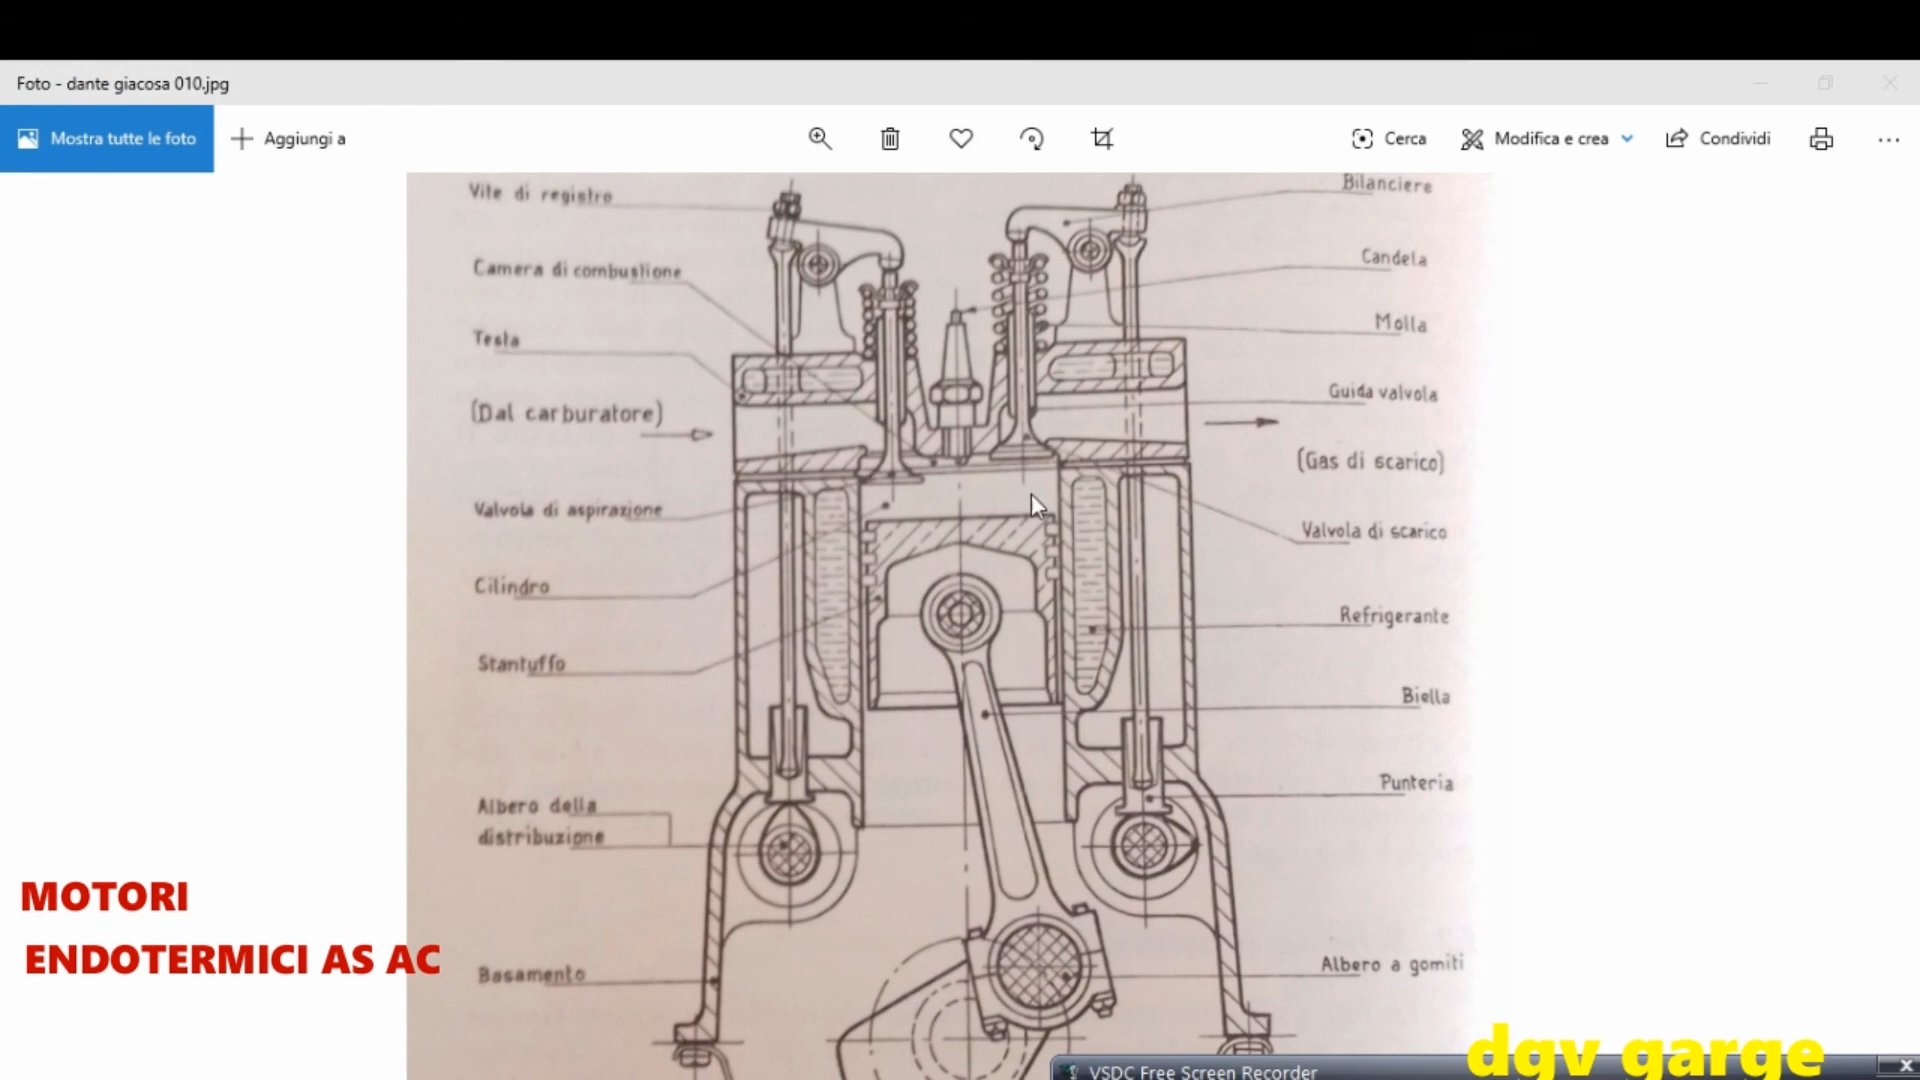 Foto - dante giacosa 010.jpg
Mostra tutte le foto
Aggiungi a
Cerca
Modifica e crea
Condividi
Vite di registro
Bilanciere
Camera di combustione
Candela
Testa
Molla
(Dal carburatore)
Guida valvola
(Gas di scarico)
Valvola di aspirazione
Valvola di scarico
Cilindro
Refrigerante
Stantuffo
Biella
Punteria
Albero della
distribuzione
MOTORI
ENDOTERMICI AS AC
Basamento
Albero a gomiti
dgv garge
VSDC Free Screen Recorder